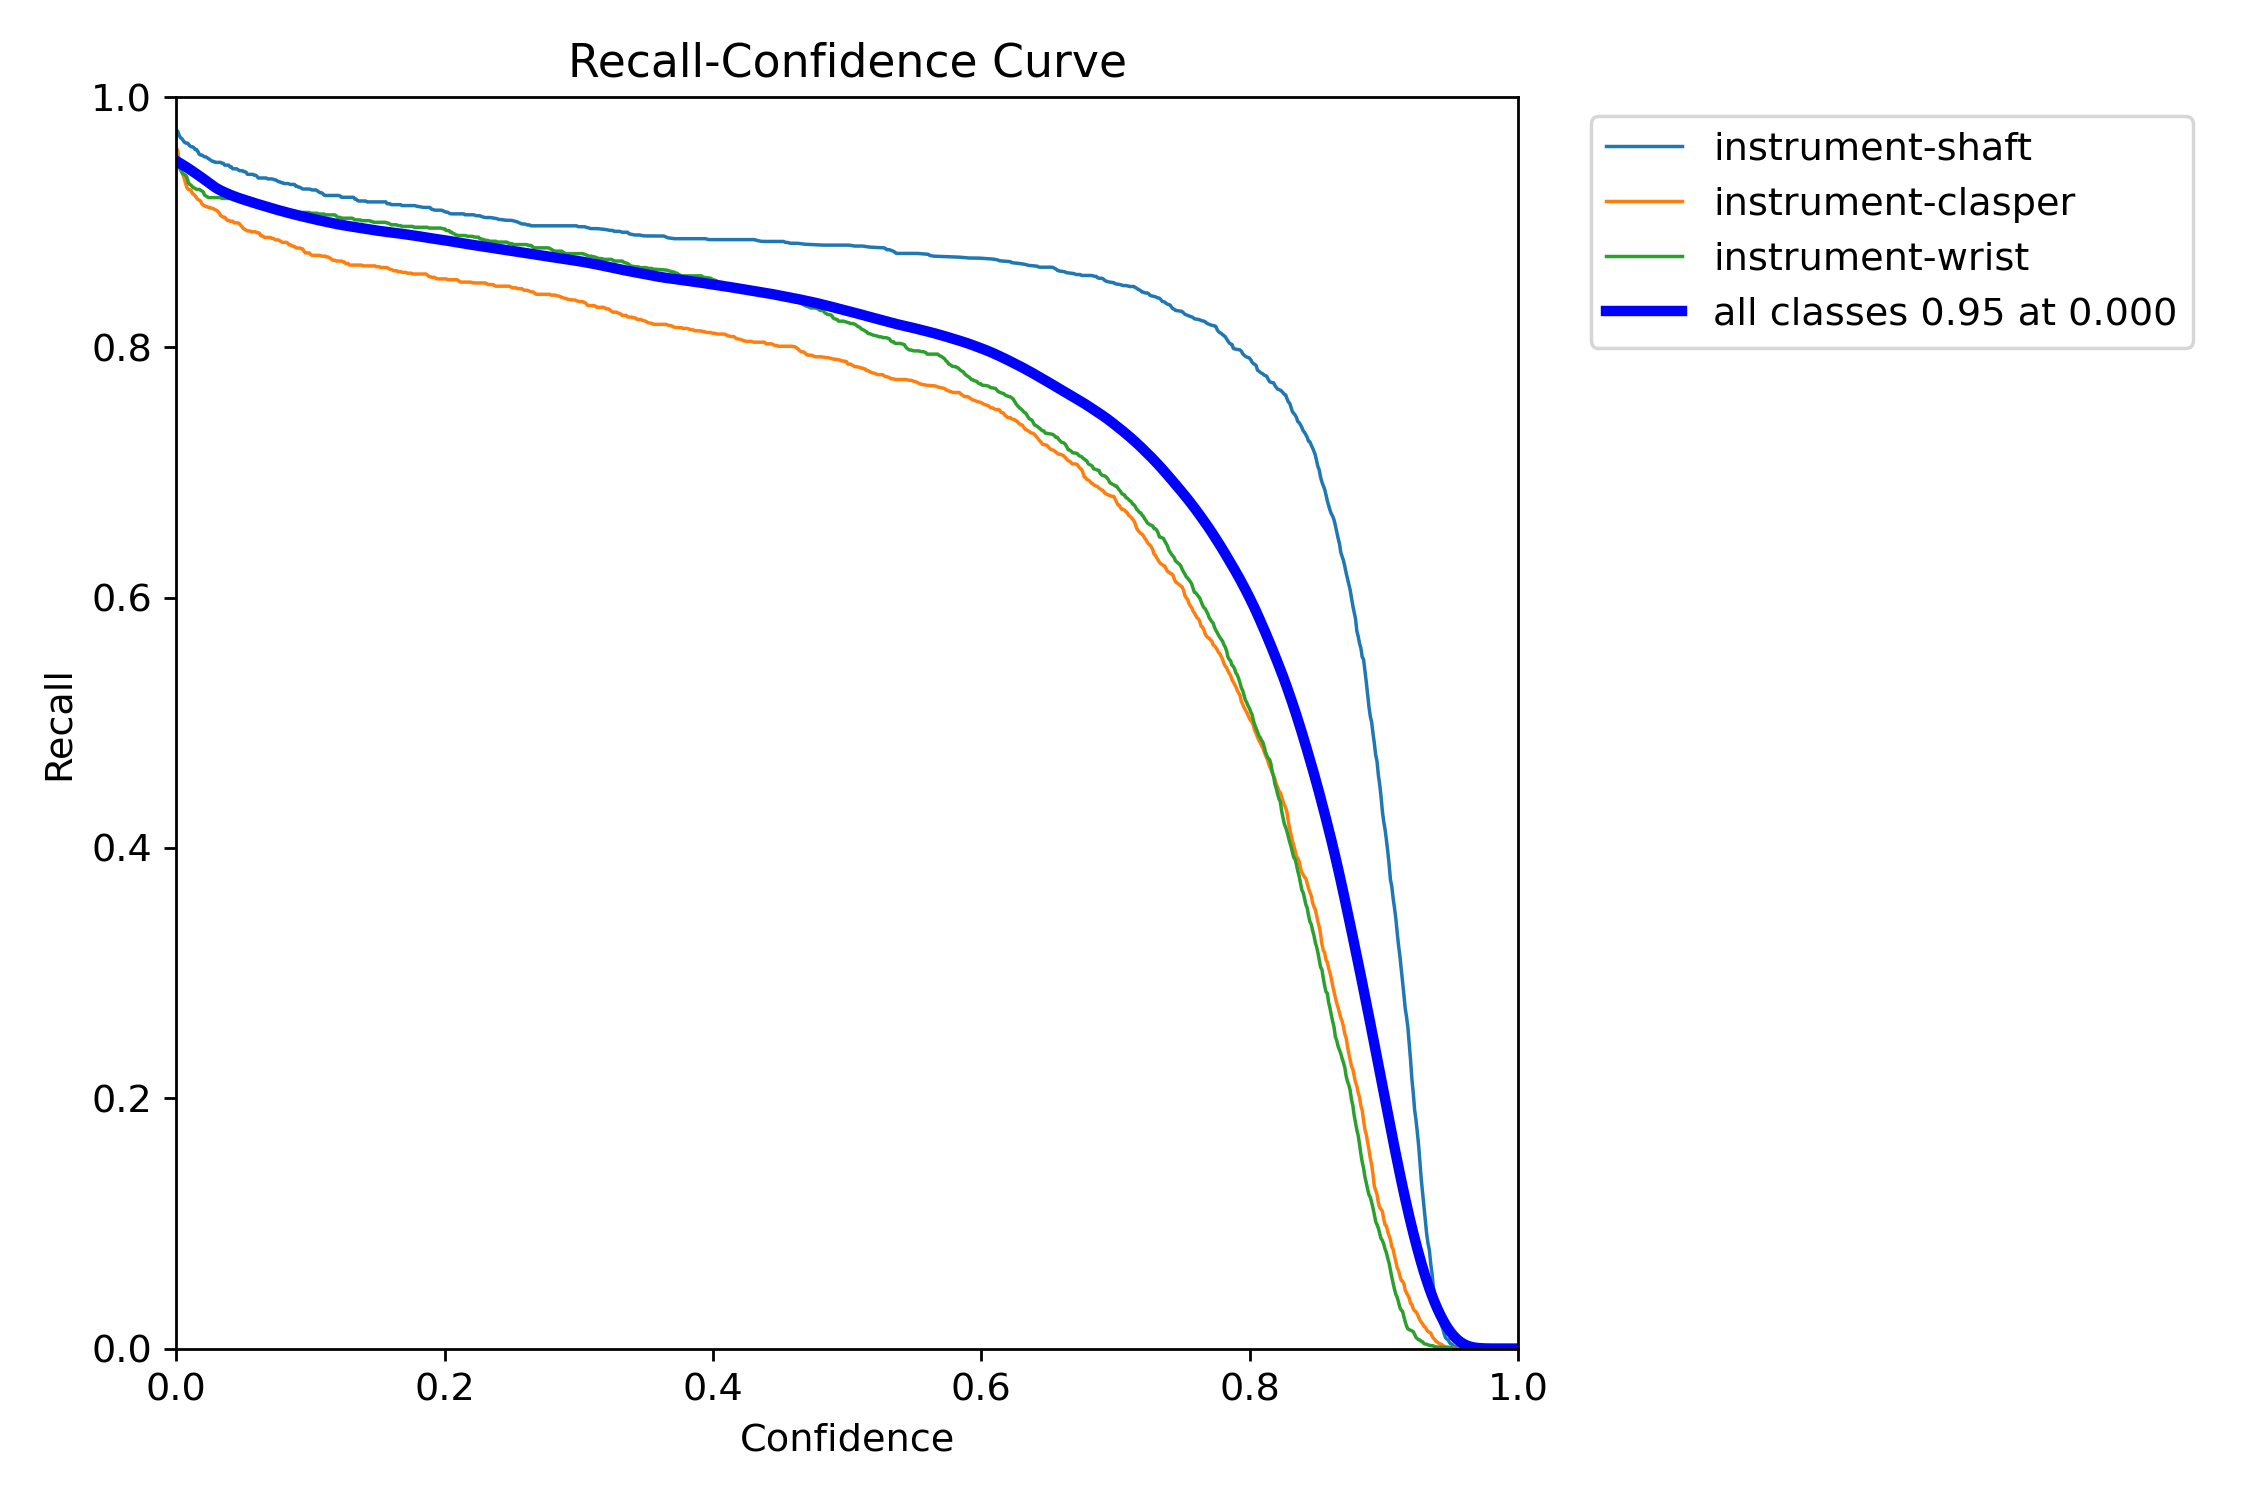 Recall-Confidence Curve
1.0
0.8
0.6
0.4
0.2
0.0
Recall
0.0 0.2 0.4 0.6 0.8 1.0
Confidence
instrument-shaft
instrument-clasper
instrument-wrist
all classes 0.95 at 0.000